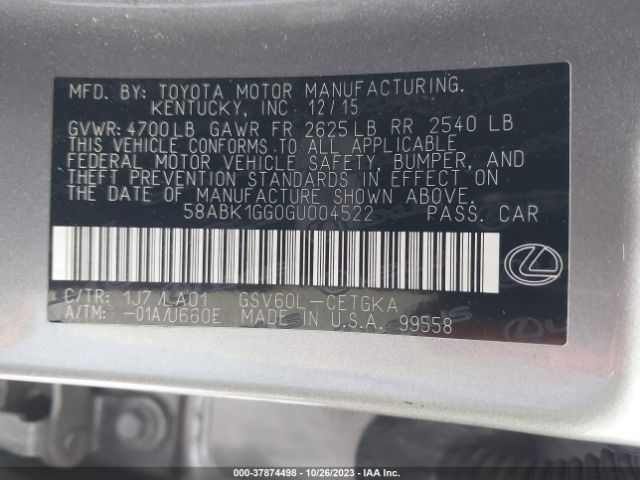 MFD. BY: TOYOTA MOTOR MANUFACTURING.
KENTUCKY, INC 12/15
GVWR: 4700LB GAWR FR 2625LB RR 2540 LB
THIS VEHICLE CONFORMS TO ALL APPLICABLE
FEDERAL MOTOR VEHICLE SAFETY, BUMPER, AND
THEFT PREVENTION STANDARDS IN EFFECT ON
THE DATE OF MANUFACTURE SHOWN ABOVE.
58ABK1GG0GU004522 PASS. CAR
C/TR: 1J7 /LA01 GSV60L-CETGKA
A/TM: -01A/U660E MADE IN U.S.A. 99558
000-37874498 - 10/26/2023 - IAA Inc.